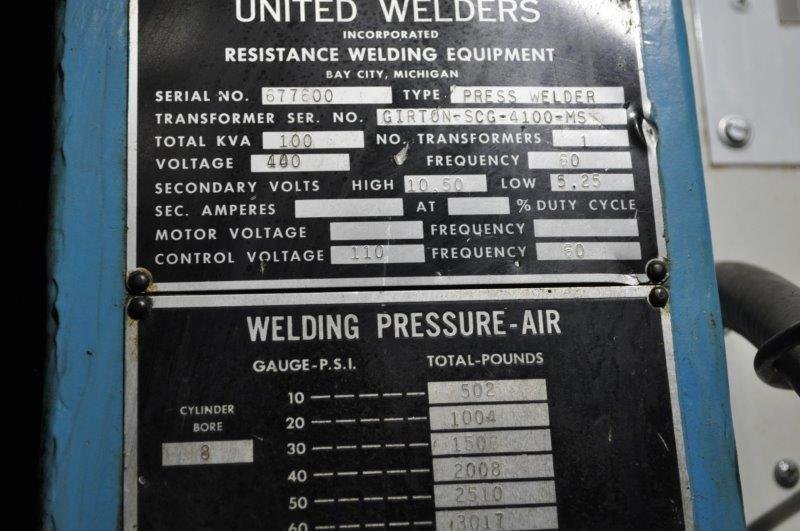 UNITED WELDERS
INCORPORATED
RESISTANCE WELDING EQUIPMENT
BAY CITY, MICHIGAN
SERIAL NO. 677600 TYPE PRESS WELDER
TRANSFORMER SER. NO. GIRTON-SCG-4100-MS
TOTAL KVA 100 NO. TRANSFORMERS 1
VOLTAGE 440 FREQUENCY 60
SECONDARY VOLTS HIGH 10.50 LOW 5.25
SEC. AMPERES AT % DUTY CYCLE
MOTOR VOLTAGE FREQUENCY
CONTROL VOLTAGE 110 FREQUENCY 60
WELDING PRESSURE-AIR
GAUGE-P.S.I. TOTAL-POUNDS
CYLINDER
BORE
8
10 502
20 1004
30 1506
40 2008
50 2510
60 3017